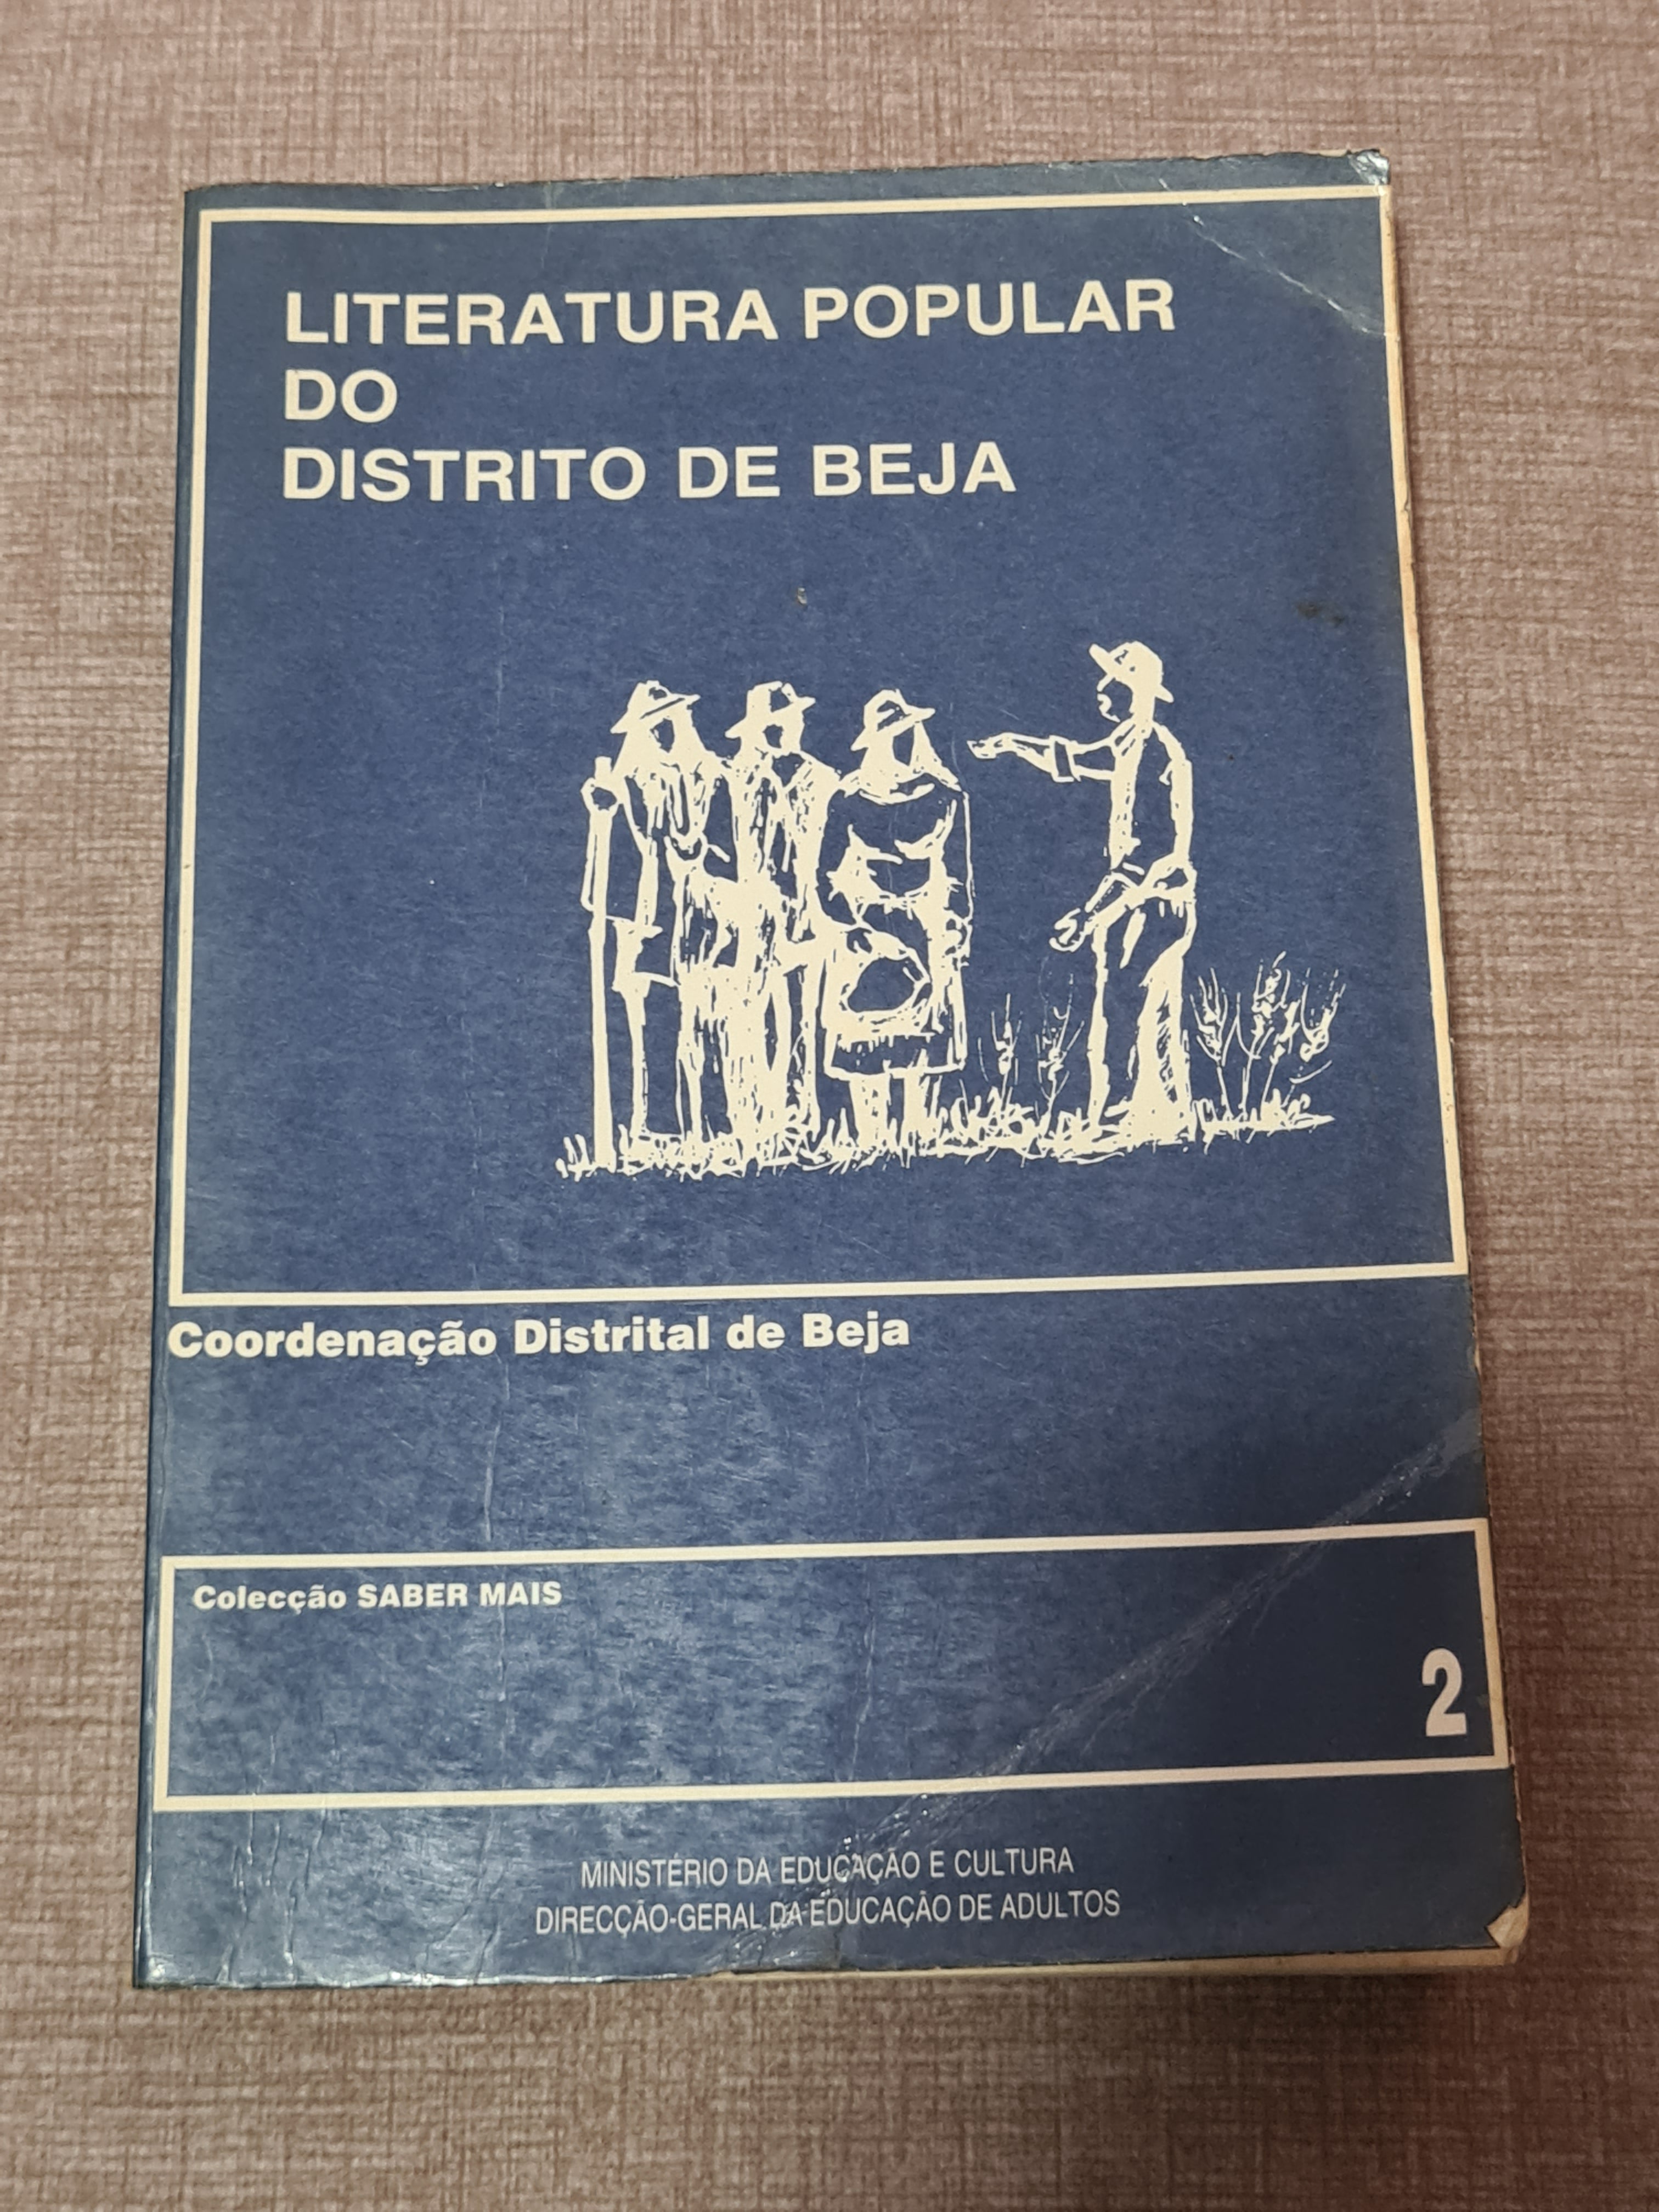 LITERATURA POPULAR
DO
DISTRITO DE BEJA
Coordenação Distrital de Beja
Colecção SABER MAIS
2
MINISTÉRIO DA EDUCAÇÃO E CULTURA
DIRECÇÃO-GERAL DA EDUCAÇÃO DE ADULTOS